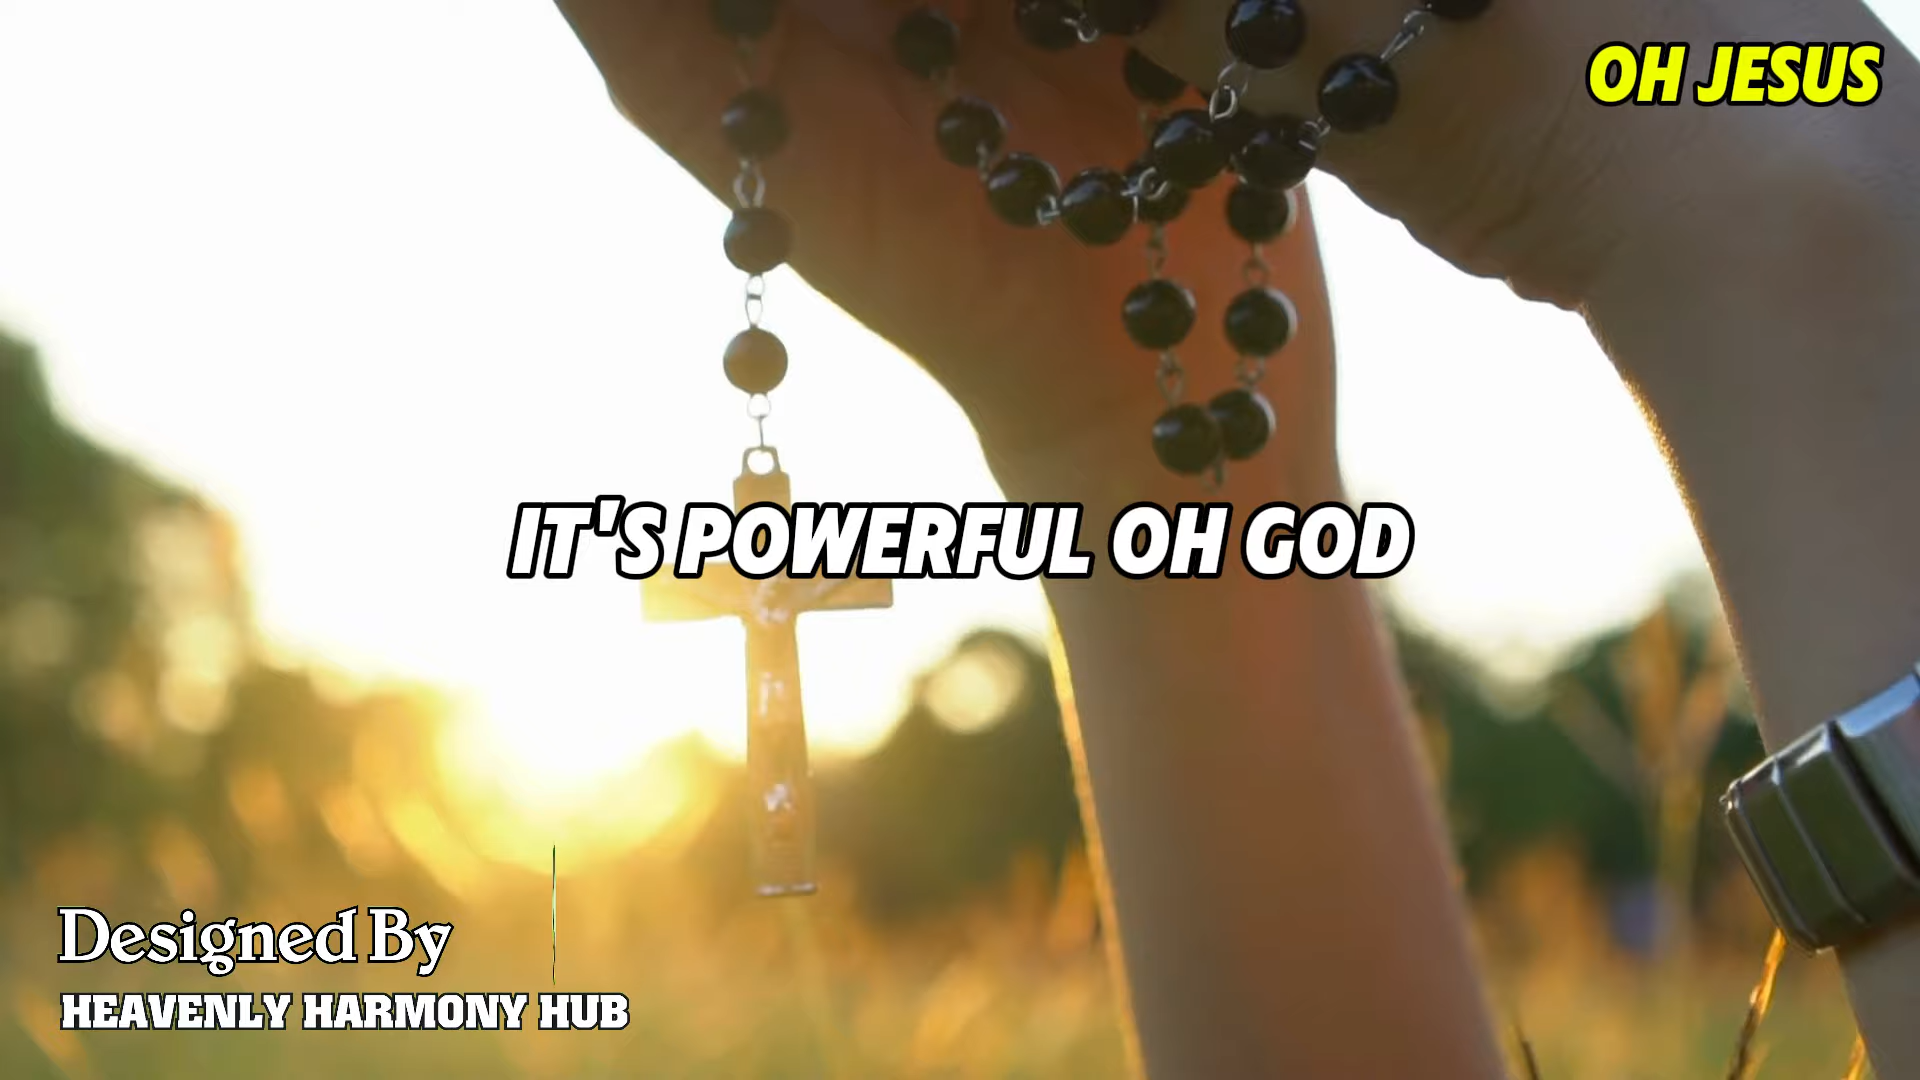 OH JESUS
IT'S POWERFUL OH GOD
Designed By
HEAVENLY HARMONY HUB